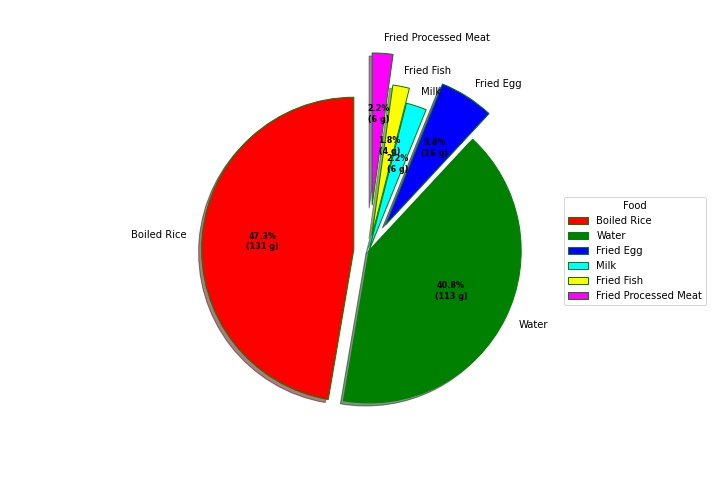 Fried Processed Meat
Fried Fish
Fried Egg
Milk
2.2%
(6 g)
1.8%
(4 g)
2.2%
(6 g)
5.8%
(16 g)
Boiled Rice
47.3%
(131 g)
40.8%
(113 g)
Water
Food
Boiled Rice
Water
Fried Egg
Milk
Fried Fish
Fried Processed Meat